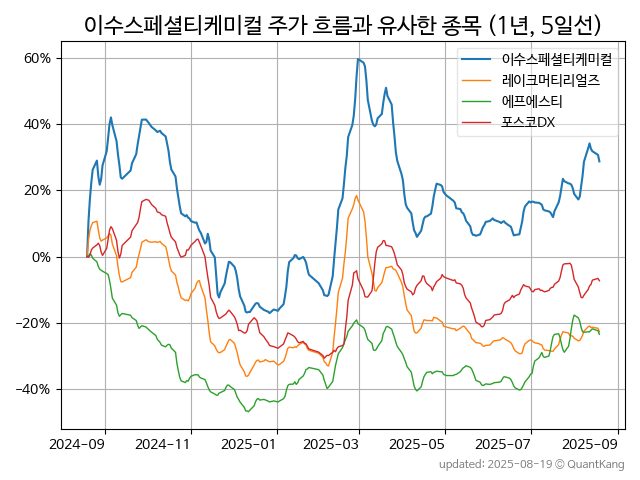 이수스페셜티케미컬 주가 흐름과 유사한 종목 (1년, 5일선)
이수스페셜티케미컬
레이크머티리얼즈
에프에스티
포스코DX
60%
40%
20%
0%
−20%
−40%
2024-09 2024-11 2025-01 2025-03 2025-05 2025-07 2025-09
updated: 2025-08-19 © QuantKang